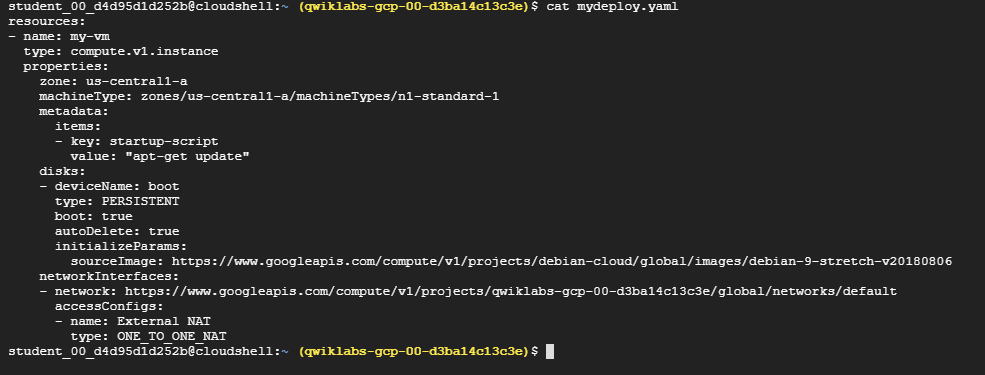 student_00_d4d95d1d252b@cloudshell:~ (qwiklabs-gcp-00-d3ba14c13c3e)$ cat mydeploy.yaml
resources:
- name: my-vm
  type: compute.v1.instance
  properties:
    zone: us-central1-a
    machineType: zones/us-central1-a/machineTypes/n1-standard-1
    metadata:
      items:
      - key: startup-script
        value: "apt-get update"
    disks:
    - deviceName: boot
      type: PERSISTENT
      boot: true
      autoDelete: true
      initializeParams:
        sourceImage: https://www.googleapis.com/compute/v1/projects/debian-cloud/global/images/debian-9-stretch-v20180806
    networkInterfaces:
    - network: https://www.googleapis.com/compute/v1/projects/qwiklabs-gcp-00-d3ba14c13c3e/global/networks/default
      accessConfigs:
      - name: External NAT
        type: ONE_TO_ONE_NAT
student_00_d4d95d1d252b@cloudshell:~ (qwiklabs-gcp-00-d3ba14c13c3e)$